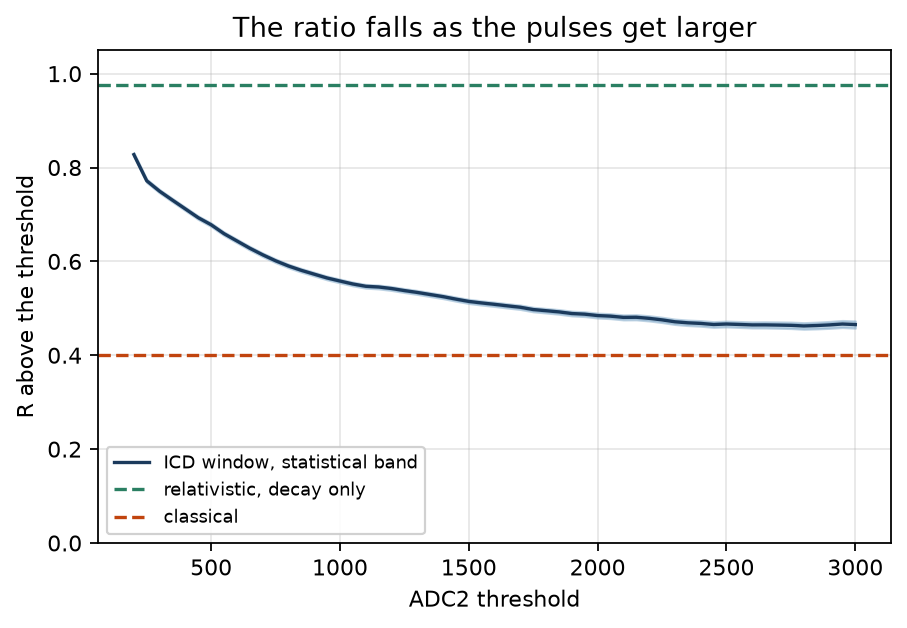 The ratio falls as the pulses get larger
R above the threshold
1.0
0.8
0.6
0.4
0.2
0.0
ICD window, statistical band
relativistic, decay only
classical
500 1000 1500 2000 2500 3000
ADC2 threshold